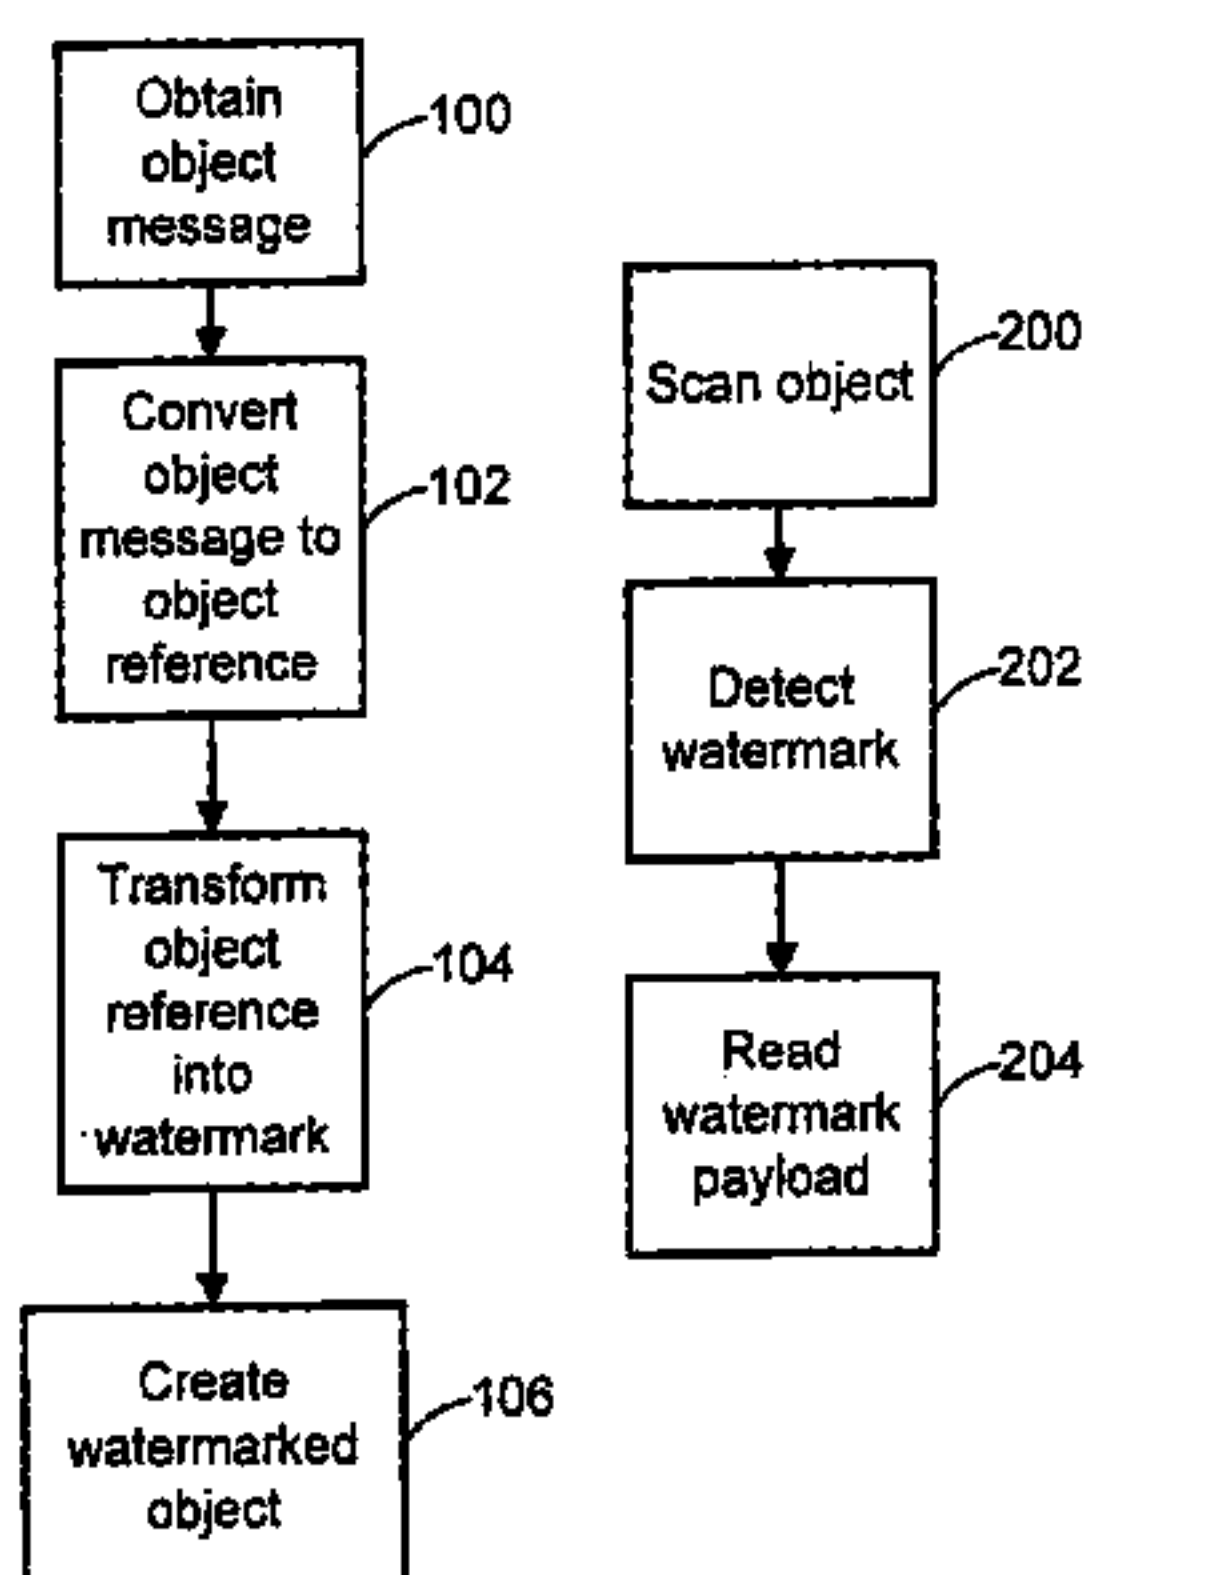 Obtain
object
message
100
Convert
object
message to
object
reference
102
Transform
object
reference
into
watermark
104
Create
watermarked
object
106
Scan object
200
Detect
watermark
202
Read
watermark
payload
204